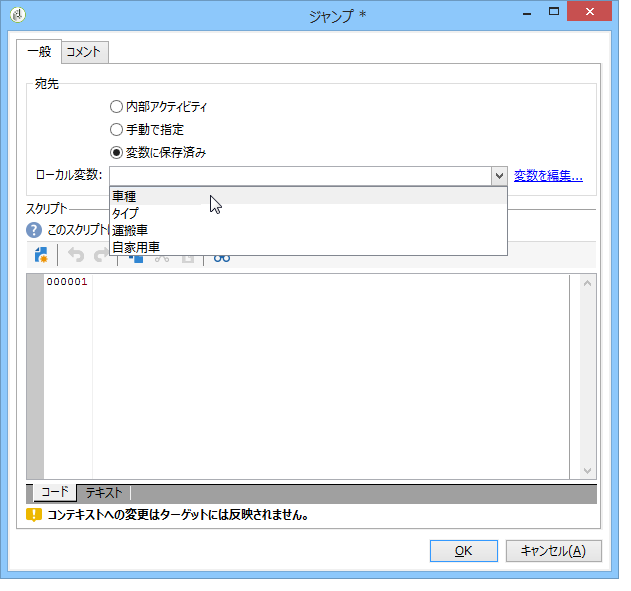 ジャンプ *
一般 コメント
宛先
内部アクティビティ
手動で指定
変数に保存済み
ローカル変数: 変数を編集...
車種
タイプ
運搬車
自家用車
スクリプト
このスクリプトに
000001
コード テキスト
コンテキストへの変更はターゲットには反映されません。
OK キャンセル(A)